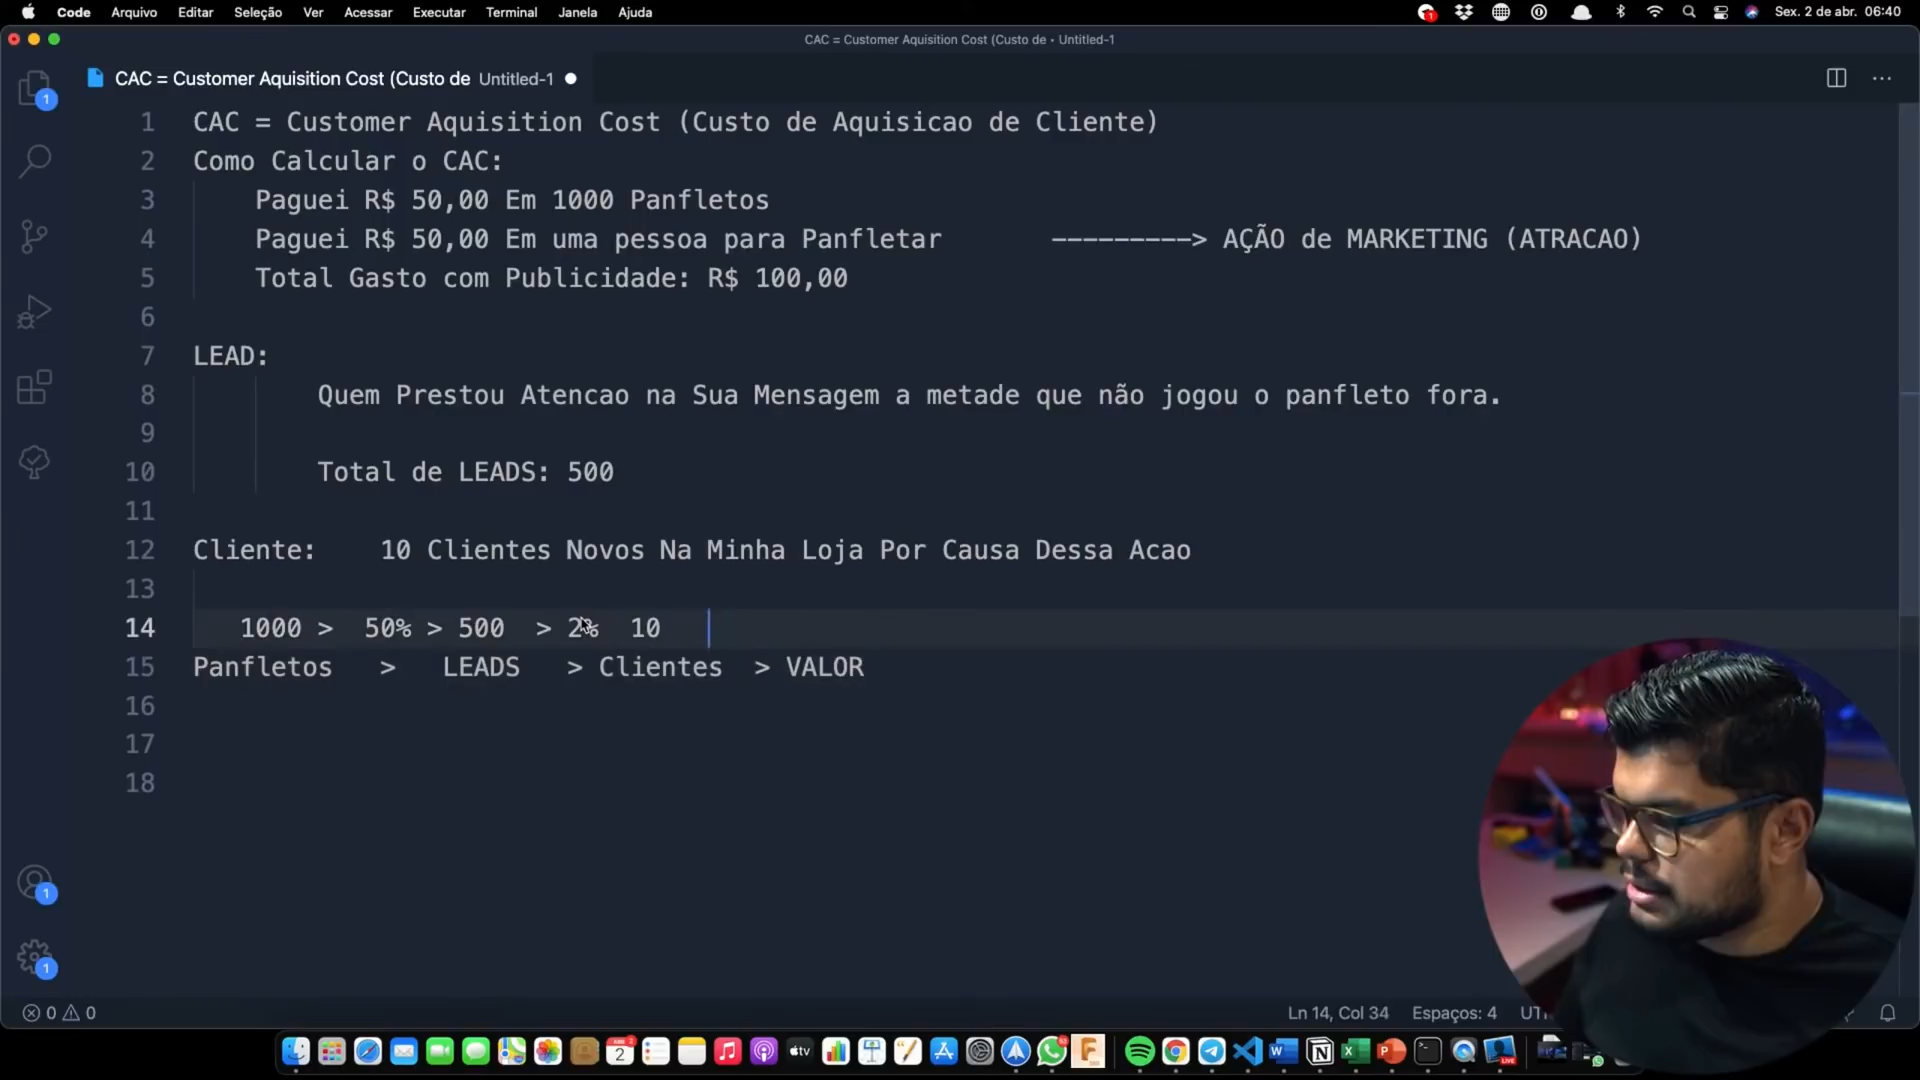 Code Arquivo Editar Seleção Ver Acessar Executar Terminal Janela Ajuda Sex. 2 de abr. 06:40
CAC = Customer Aquisition Cost (Custo de • Untitled-1
CAC = Customer Aquisition Cost (Custo de Untitled-1
1 CAC = Customer Aquisition Cost (Custo de Aquisicao de Cliente)
2 Como Calcular o CAC:
3 Paguei R$ 50,00 Em 1000 Panfletos
4 Paguei R$ 50,00 Em uma pessoa para Panfletar ---------> AÇÃO de MARKETING (ATRACAO)
5 Total Gasto com Publicidade: R$ 100,00
6
7 LEAD:
8 Quem Prestou Atencao na Sua Mensagem a metade que não jogou o panfleto fora.
9
10 Total de LEADS: 500
11
12 Cliente: 10 Clientes Novos Na Minha Loja Por Causa Dessa Acao
13
14 1000 > 50% > 500 > 2% 10
15 Panfletos > LEADS > Clientes > VALOR
16
17
18
1
1
1
0 0 Ln 14, Col 34 Espaços: 4